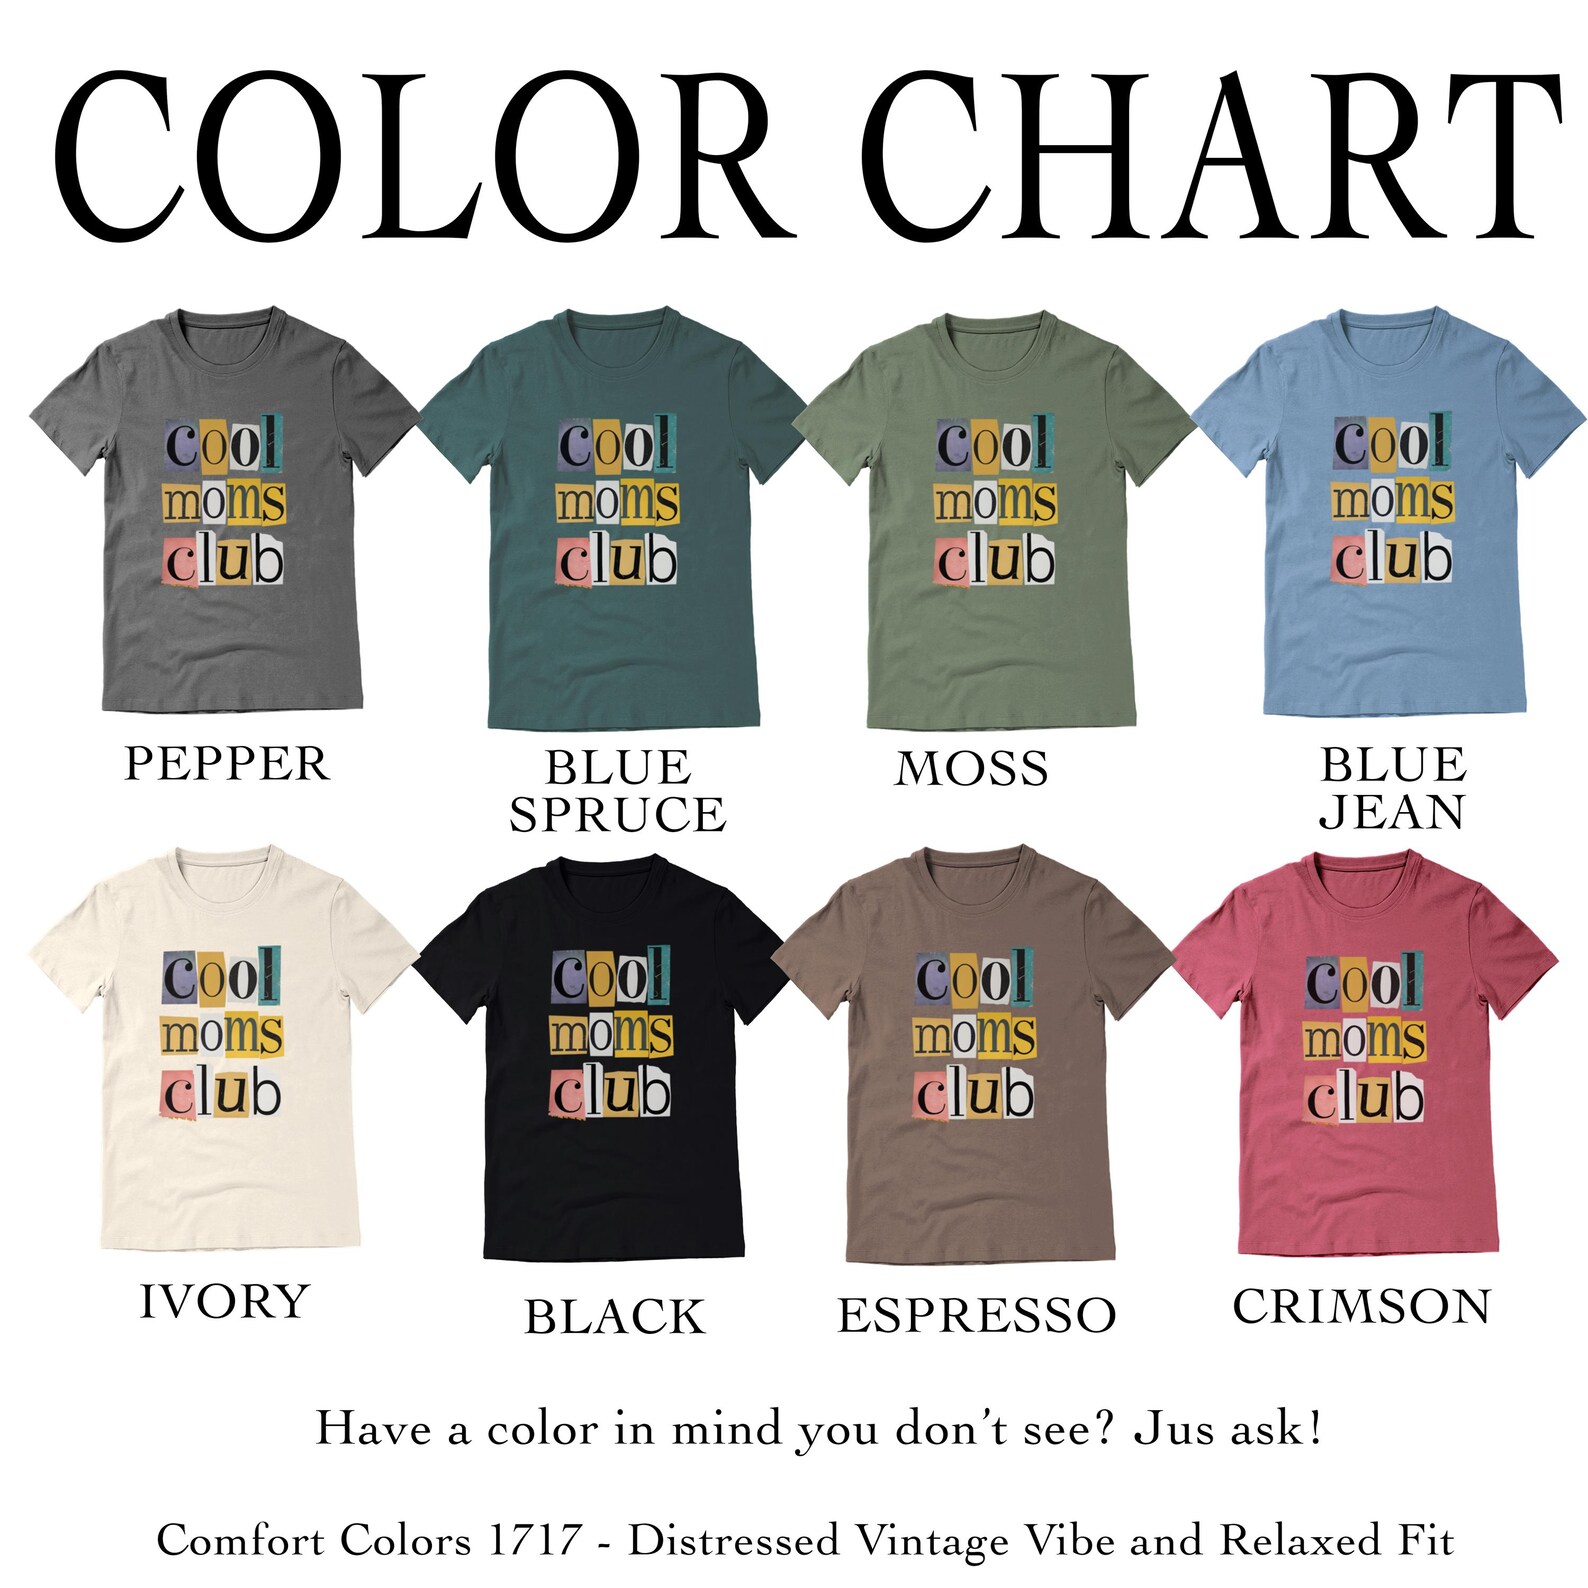 COLOR CHART
cool
moms
club
cool
moms
club
cool
moms
club
cool
moms
club
PEPPER
BLUE
SPRUCE
MOSS
BLUE
JEAN
cool
moms
club
cool
moms
club
cool
moms
club
cool
moms
club
IVORY
BLACK
ESPRESSO
CRIMSON
Have a color in mind you don't see? Jus ask!
Comfort Colors 1717 - Distressed Vintage Vibe and Relaxed Fit